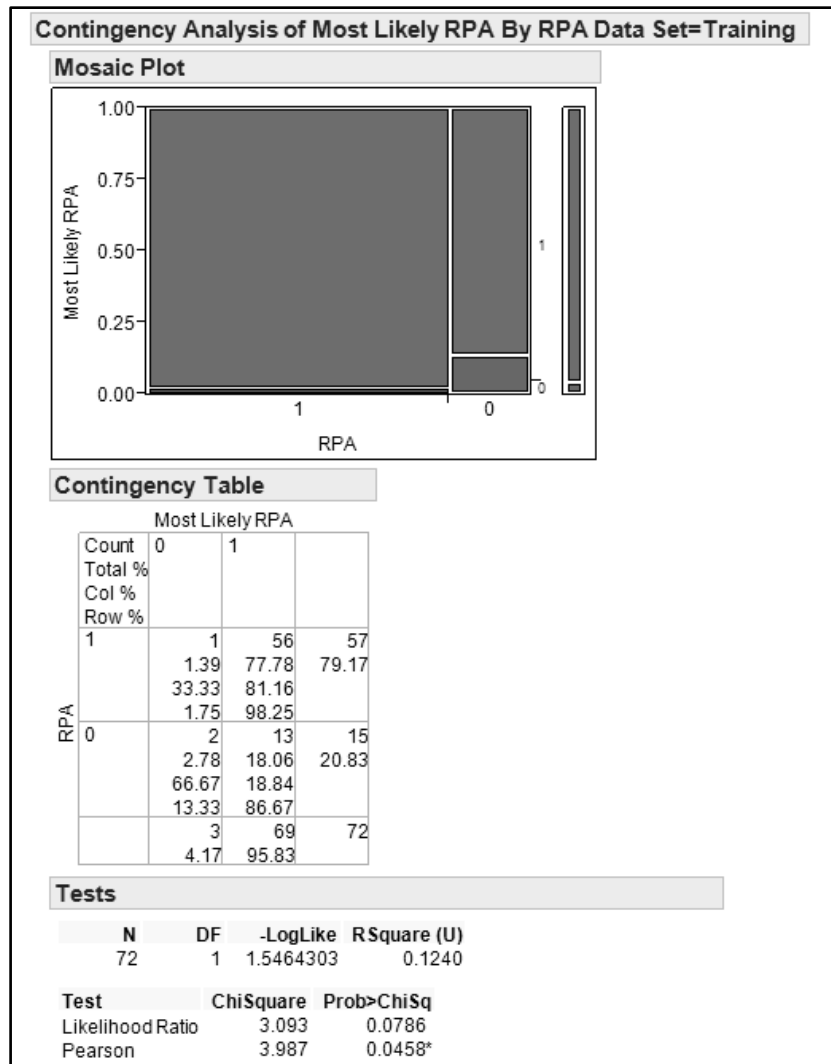 Contingency Analysis of Most Likely RPA By RPA Data Set=Training
Mosaic Plot
1.00
0.75
0.50
0.25
0.00
Most Likely RPA
1
0
1 0
RPA
Contingency Table
Most Likely RPA
Count 0 1
Total %
Col %
Row %
RPA
1 1 56 57
1.39 77.78 79.17
33.33 81.16
1.75 98.25
0 2 13 15
2.78 18.06 20.83
66.67 18.84
13.33 86.67
3 69 72
4.17 95.83
Tests
N DF -LogLike RSquare (U)
72 1 1.5464303 0.1240
Test ChiSquare Prob>ChiSq
Likelihood Ratio 3.093 0.0786
Pearson 3.987 0.0458*